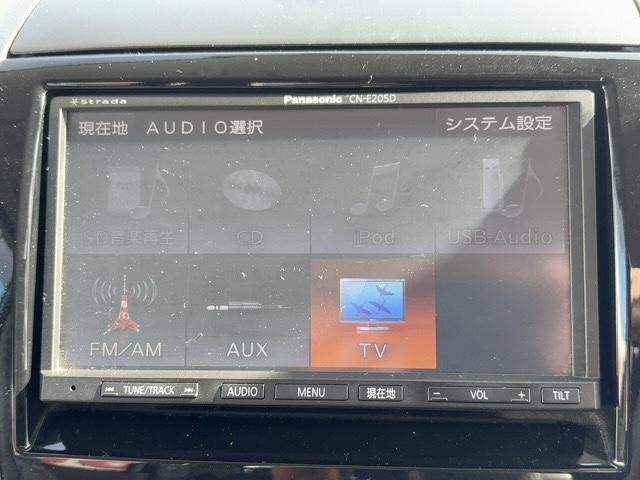 Strada Panasonic CN-E205D
現在地 AUDIO選択 システム設定
SD音楽再生 CD iPod USB-Audio
FM/AM AUX TV
TUNE/TRACK AUDIO MENU 現在地 − VOL + TILT